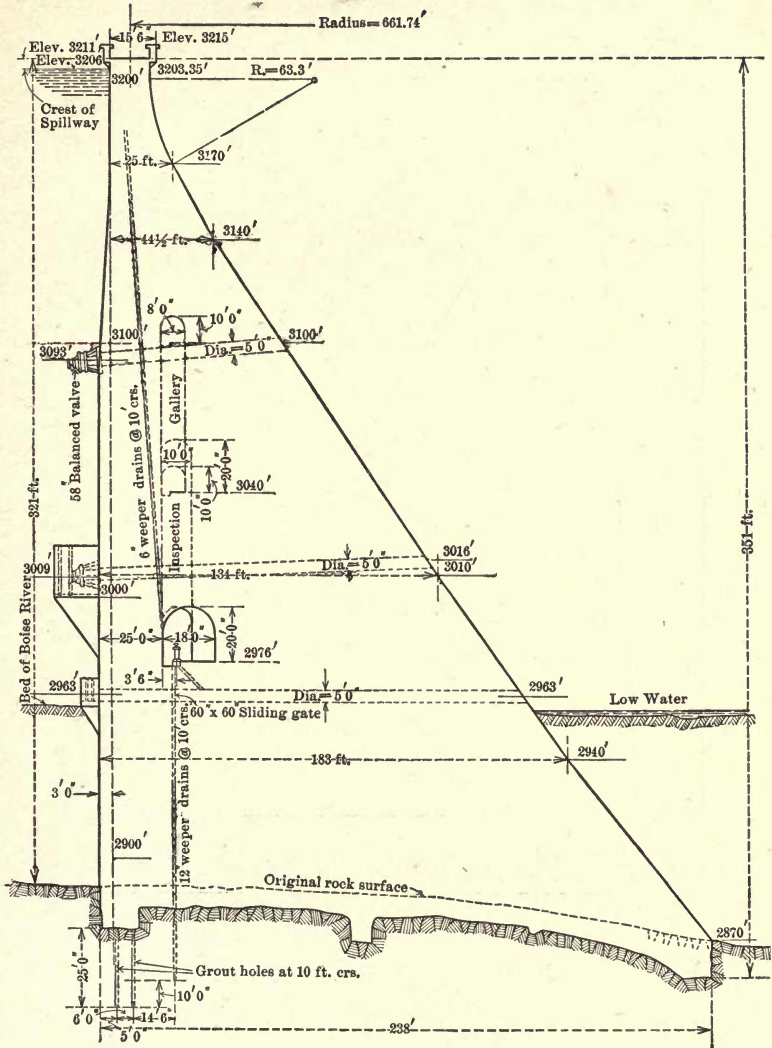 Radius=661.74'
15'6"
Elev. 3211'
Elev. 3215'
Elev. 3206
3200'
3203.35'
R.=63.3'
Crest of
Spillway
25-ft.
3170'
44½-ft.
3140'
8'0"
10'0"
3100'
3100'
3093'
Dia.=5'0"
58" Balanced valve
6" weeper drains @ 10' crs.
Gallery
10'0"
20'-0"
10'0"
3040'
321-ft.
351-ft.
Inspection
3009'
Dia.=5'0"
3016'
134-ft.
3010'
3000'
25'-0"
18'-0"
20'-0"
2976'
Bed of Boise River
2963'
3'6"
Dia.=5'0"
2963'
Low Water
60" x 60" Sliding gate
183-ft.
2940'
3'0"
12" weeper drains @ 10' crs.
2900'
Original rock surface
2870'
25'-0"
Grout holes at 10 ft. crs.
10'0"
6'0"
14'-6"
5'0"
238'